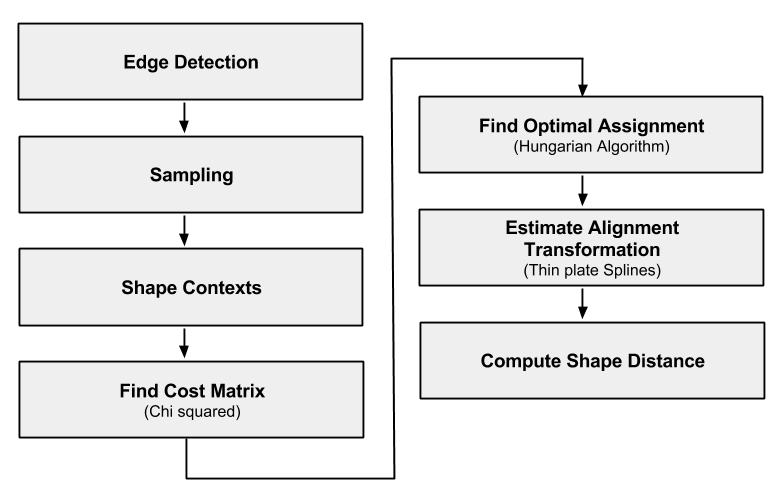 Edge Detection
Sampling
Shape Contexts
Find Cost Matrix
(Chi squared)
Find Optimal Assignment
(Hungarian Algorithm)
Estimate Alignment
Transformation
(Thin plate Splines)
Compute Shape Distance